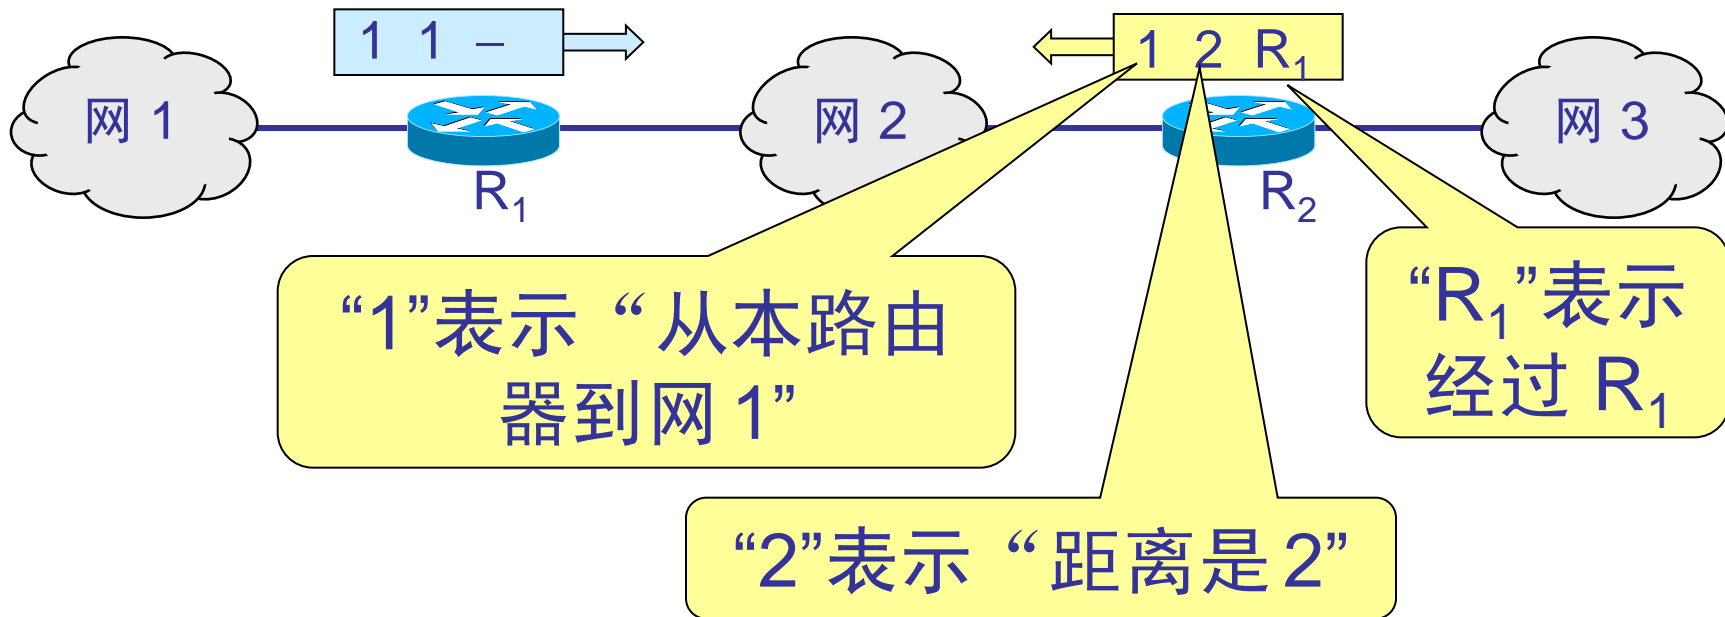 1 1 –
1 2 R1
网 1
网 2
网 3
R1
R2
“1”表示“从本路由
器到网 1”
“R1”表示
经过 R1
“2”表示“距离是 2”